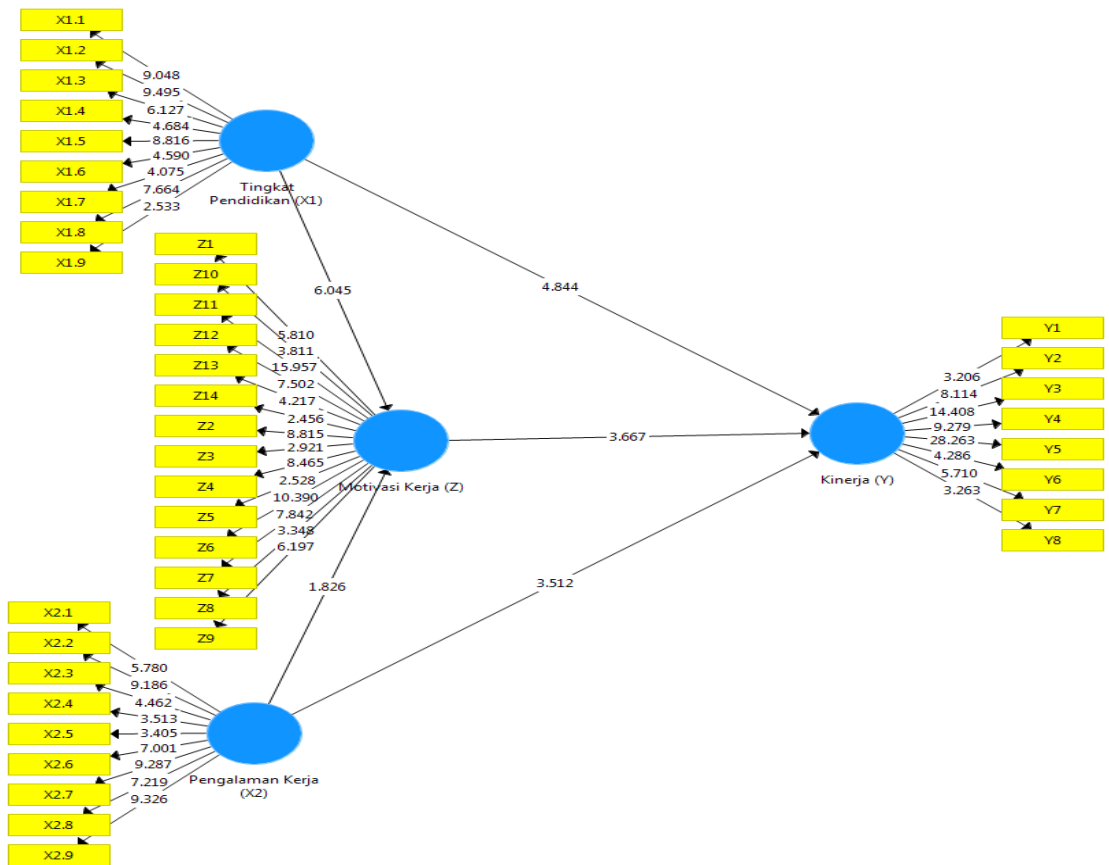 X1.1
X1.2
X1.3
X1.4
X1.5
X1.6
X1.7
X1.8
X1.9
9.048
9.495
6.127
4.684
8.816
4.590
4.075
7.664
2.533
Tingkat
Pendidikan (X1)
6.045
4.844
Z1
Z10
Z11
Z12
Z13
Z14
Z2
Z3
Z4
Z5
Z6
Z7
Z8
Z9
5.810
3.811
15.957
7.502
4.217
2.456
8.815
2.921
8.465
2.528
10.390
7.842
3.348
6.197
Motivasi Kerja (Z)
3.667
1.826
3.512
X2.1
X2.2
X2.3
X2.4
X2.5
X2.6
X2.7
X2.8
X2.9
5.780
9.186
4.462
3.513
3.405
7.001
9.287
7.219
9.326
Pengalaman Kerja
(X2)
Y1
Y2
Y3
Y4
Y5
Y6
Y7
Y8
3.206
8.114
14.408
9.279
28.263
4.286
5.710
3.263
Kinerja (Y)